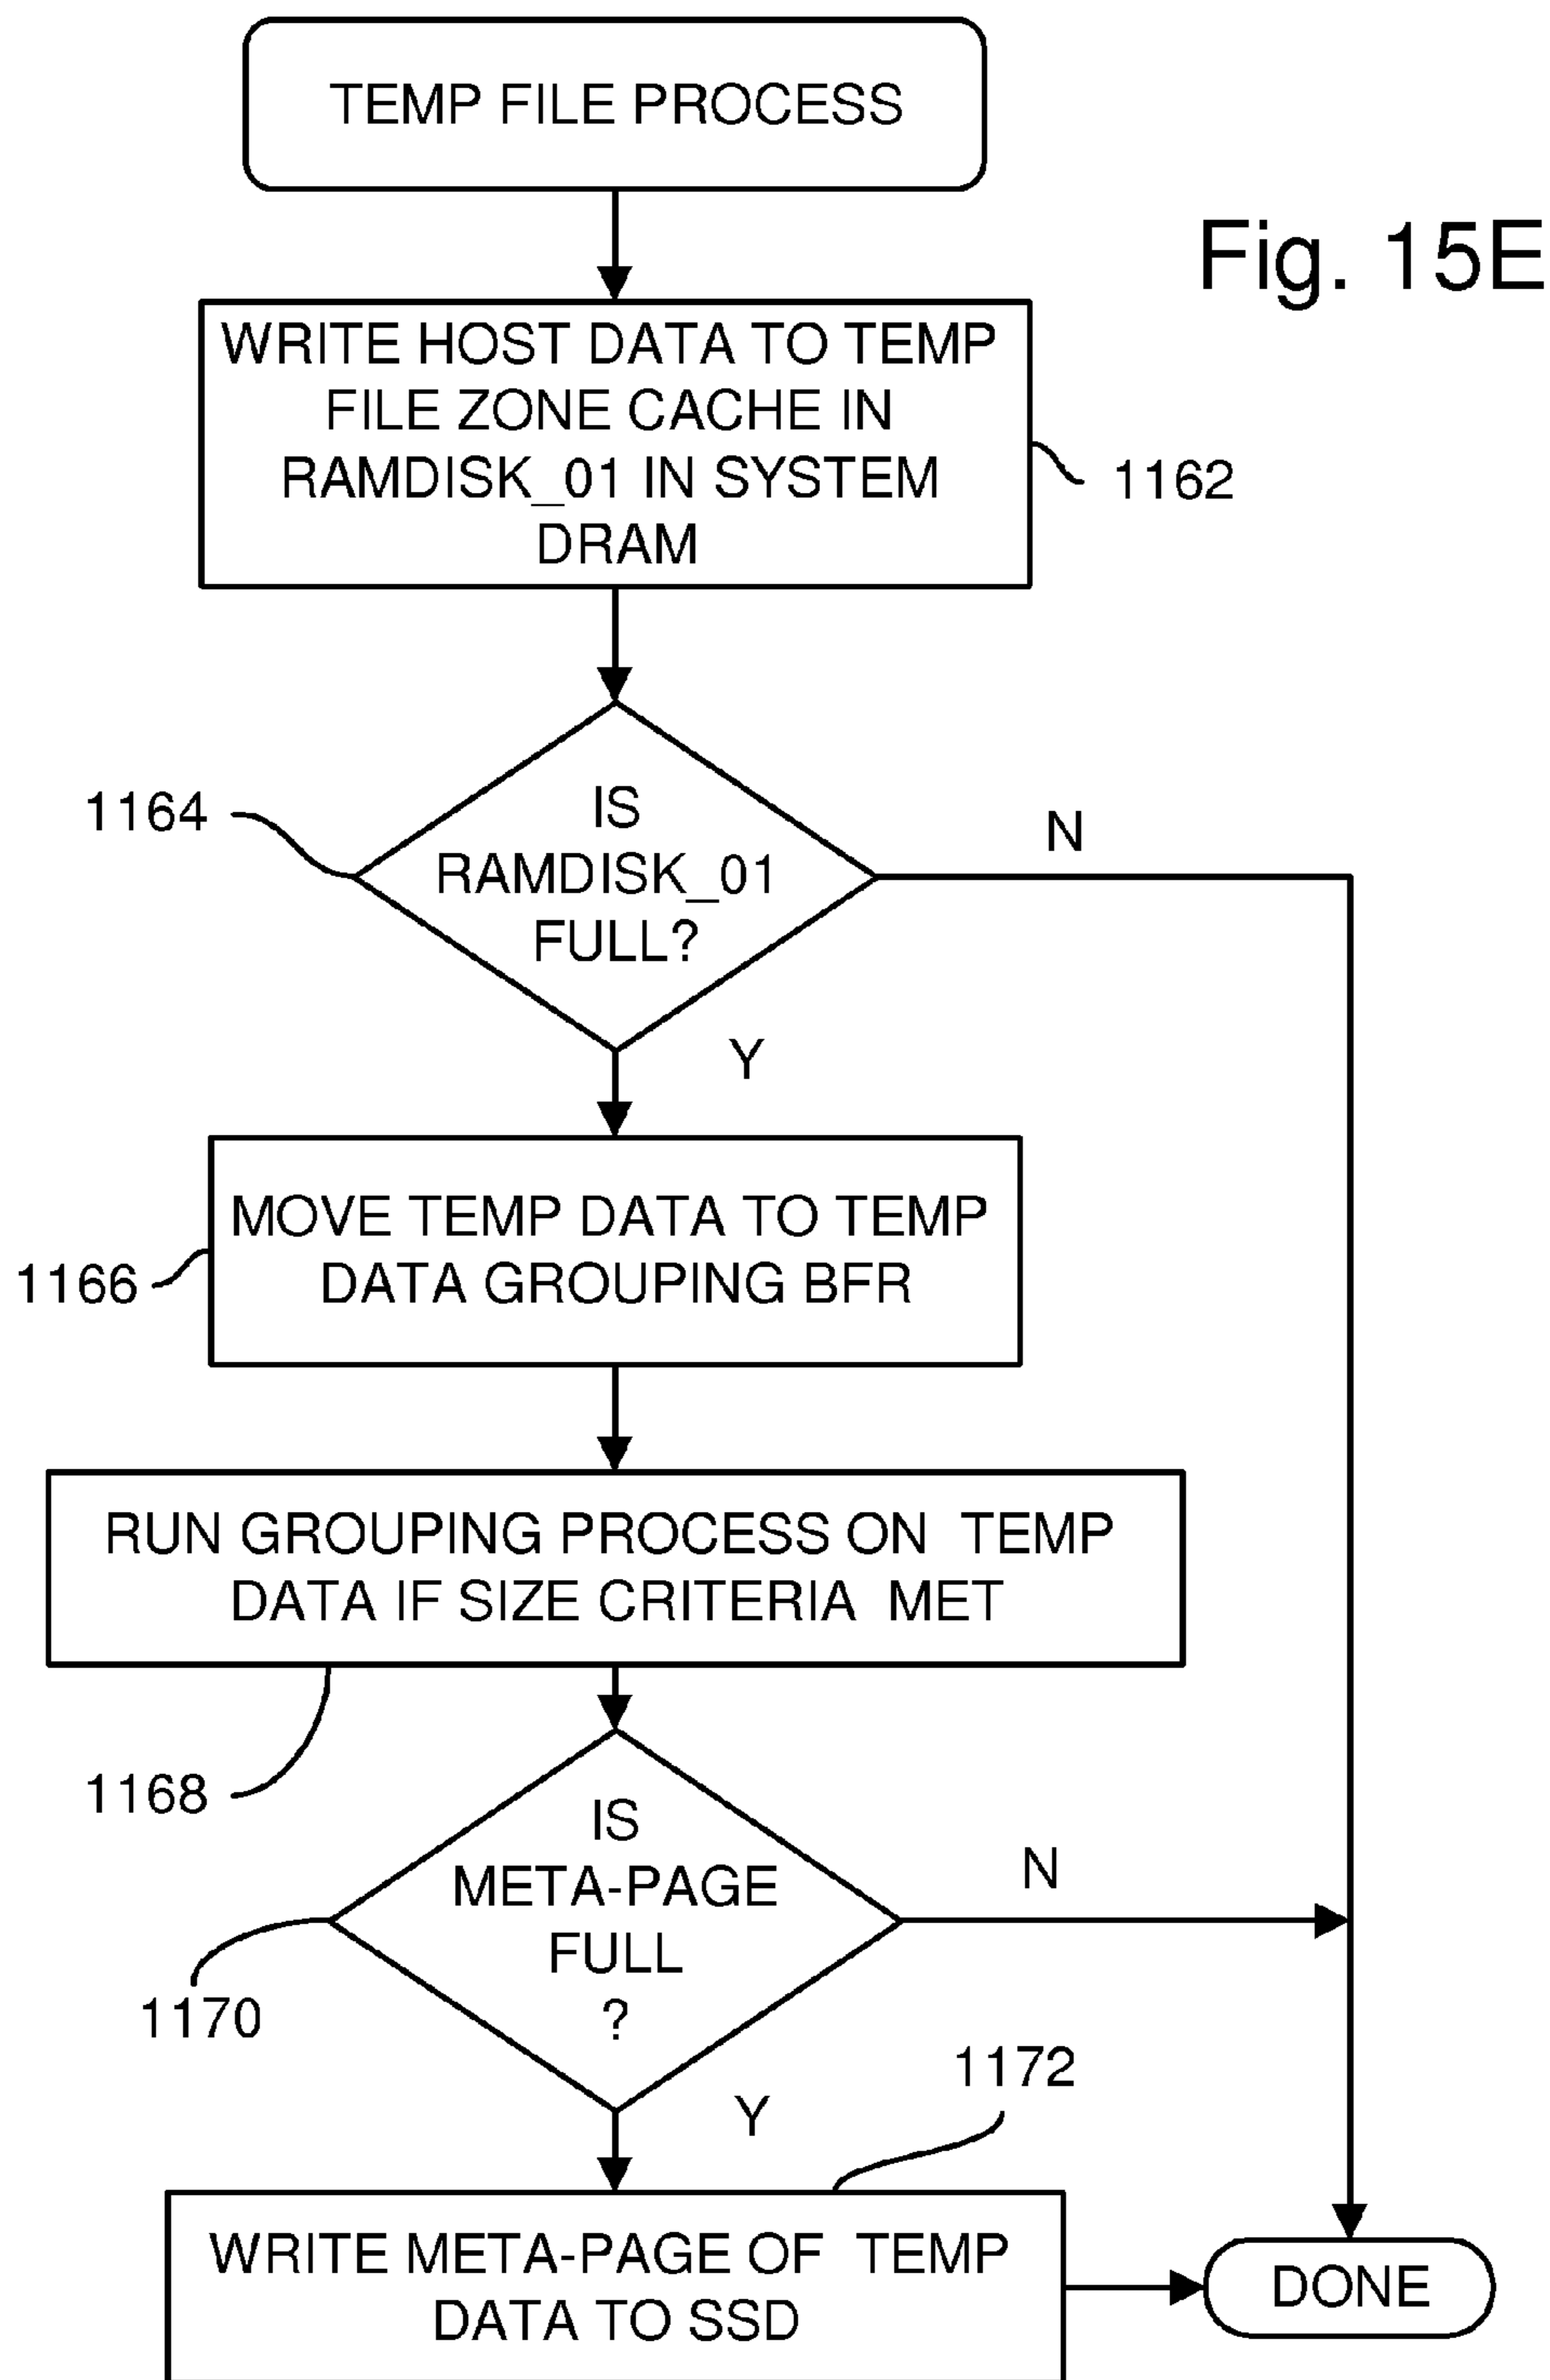 TEMP FILE PROCESS
Fig. 15E
WRITE HOST DATA TO TEMP
FILE ZONE CACHE IN
RAMDISK_01 IN SYSTEM
DRAM
1162
1164
IS
RAMDISK_01
FULL?
N
Y
MOVE TEMP DATA TO TEMP
DATA GROUPING BFR
1166
RUN GROUPING PROCESS ON TEMP
DATA IF SIZE CRITERIA MET
1168
IS
META-PAGE
FULL
?
N
1170
Y
1172
WRITE META-PAGE OF TEMP
DATA TO SSD
DONE